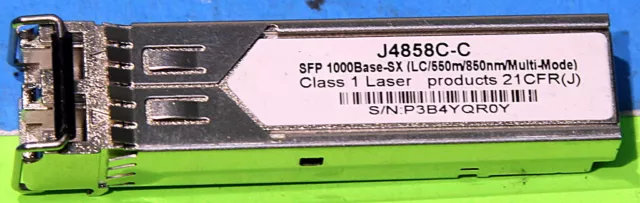 J4858C-C
SFP 1000Base-SX (LC/550m/850nm/Multi-Mode)
Class 1 Laser products 21CFR(J)
S/N:P3B4YQR0Y